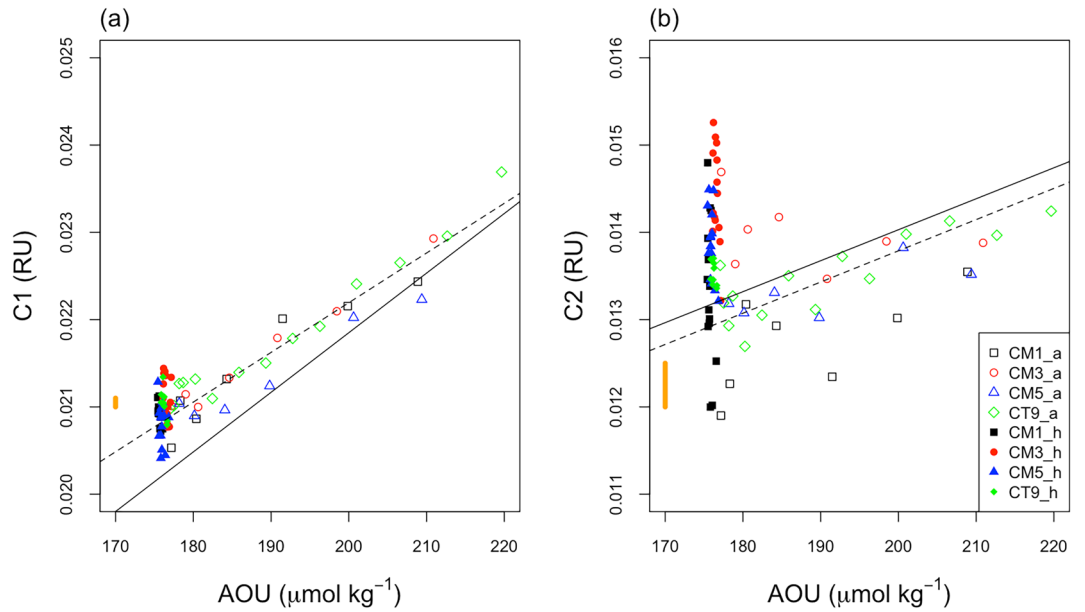 (a)
C1 (RU)
0.025
0.024
0.023
0.022
0.021
0.020
170 180 190 200 210 220
AOU (μmol kg⁻¹)
(b)
C2 (RU)
0.016
0.015
0.014
0.013
0.012
0.011
CM1_a
CM3_a
CM5_a
CT9_a
CM1_h
CM3_h
CM5_h
CT9_h
170 180 190 200 210 220
AOU (μmol kg⁻¹)